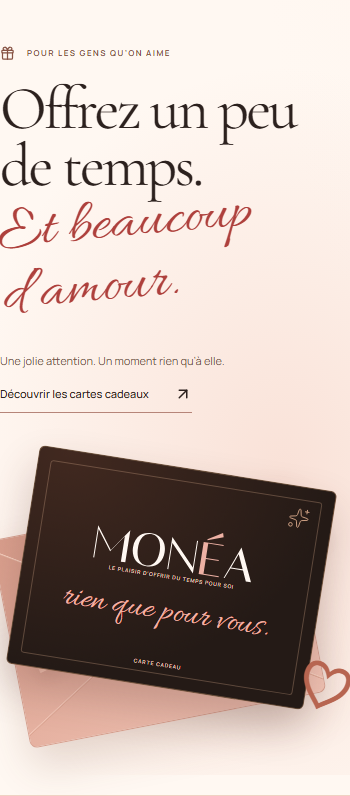 POUR LES GENS QU'ON AIME
Offrez un peu
de temps.
Et beaucoup
d'amour.
Une jolie attention. Un moment rien qu'à elle.
Découvrir les cartes cadeaux
MONÉA
LE PLAISIR D'OFFRIR DU TEMPS POUR SOI
rien que pour vous.
CARTE CADEAU